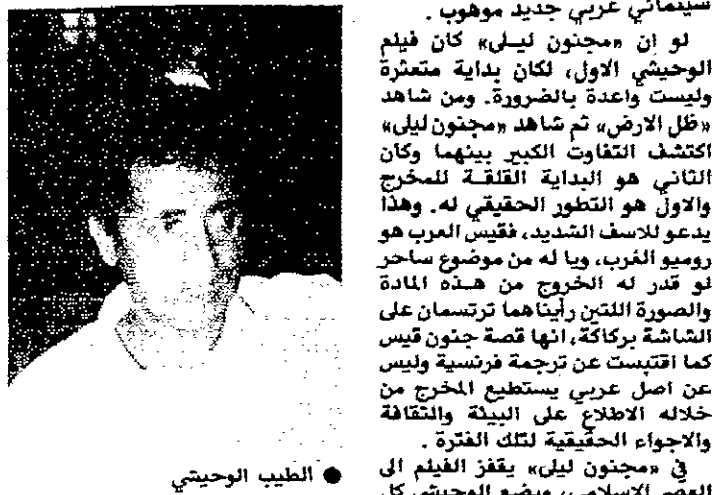 سينمائي عربي جديد موهوب .
لو إن «مجنون ليلى» كان فيلم
الوحيشي الاول، لكان بداية متعثرة
وليست واعدة بالضرورة. ومن شاهد
«ظل الارض» ثم شاهد «مجنون ليلى»
اكتشف التفاوت الكبير بينهما وكان
الثاني هو البداية القلقة للمخرج
والاول هو التطور الحقيقي له. وهذا
يدعو للاسف الشديد، فقيس العرب هو
روميو الغرب، ويا له من موضوع ساحر
لو قدر له الخروج من هذه المادة
والصورة اللتين رأيناهما ترتسمان على
الشاشة بركاكة، انها قصة جنون قيس
كما اقتبست عن ترجمة فرنسية وليس
عن اصل عربي يستطيع المخرج من
خلاله الاطلاع على البيئة والثقافة
والاجواء الحقيقية لتلك الفترة .
في «مجنون ليلى» يقفز الفيلم الى
العصر الاسلامي، ويضع الوحيشي كل
● الطيب الوحيشي